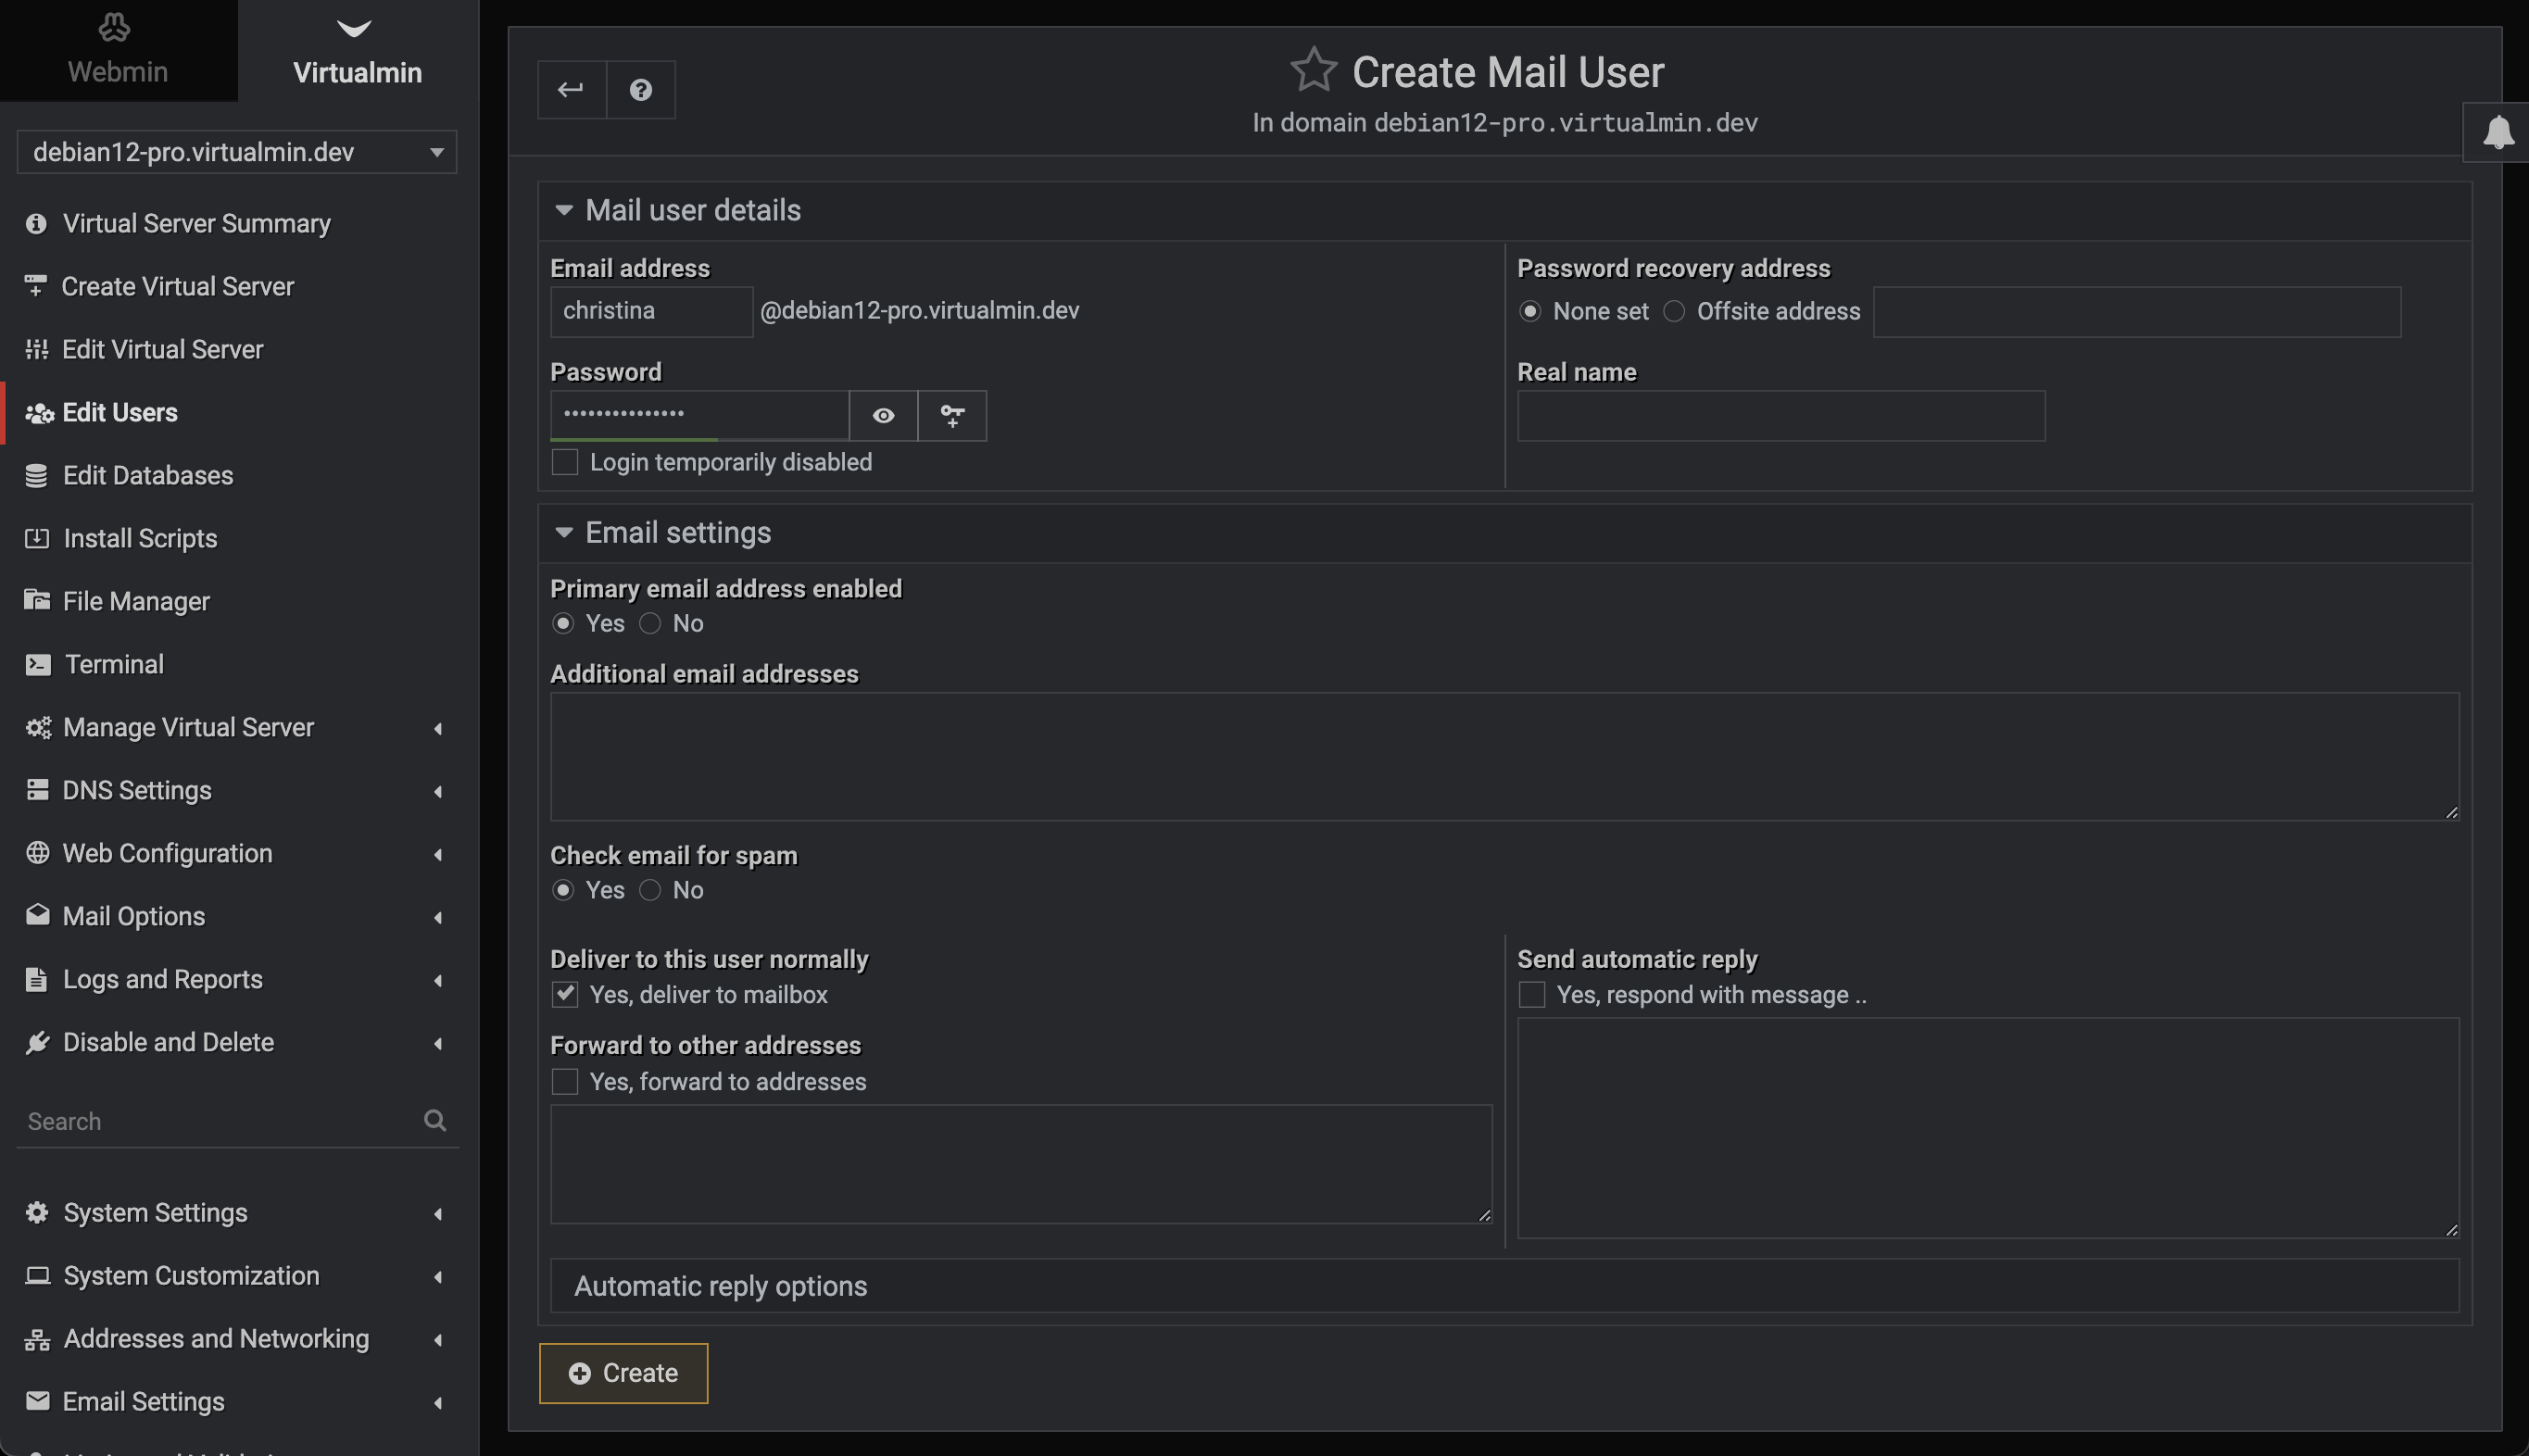 Webmin
Virtualmin
debian12-pro.virtualmin.dev
Virtual Server Summary
Create Virtual Server
Edit Virtual Server
Edit Users
Edit Databases
Install Scripts
File Manager
Terminal
Manage Virtual Server
DNS Settings
Web Configuration
Mail Options
Logs and Reports
Disable and Delete
Search
System Settings
System Customization
Addresses and Networking
Email Settings
Create Mail User
In domain debian12-pro.virtualmin.dev
Mail user details
Email address
christina @debian12-pro.virtualmin.dev
Password
•••••••••••••••
Login temporarily disabled
Password recovery address
None set Offsite address
Real name
Email settings
Primary email address enabled
Yes No
Additional email addresses
Check email for spam
Yes No
Deliver to this user normally
Yes, deliver to mailbox
Forward to other addresses
Yes, forward to addresses
Send automatic reply
Yes, respond with message ..
Automatic reply options
Create